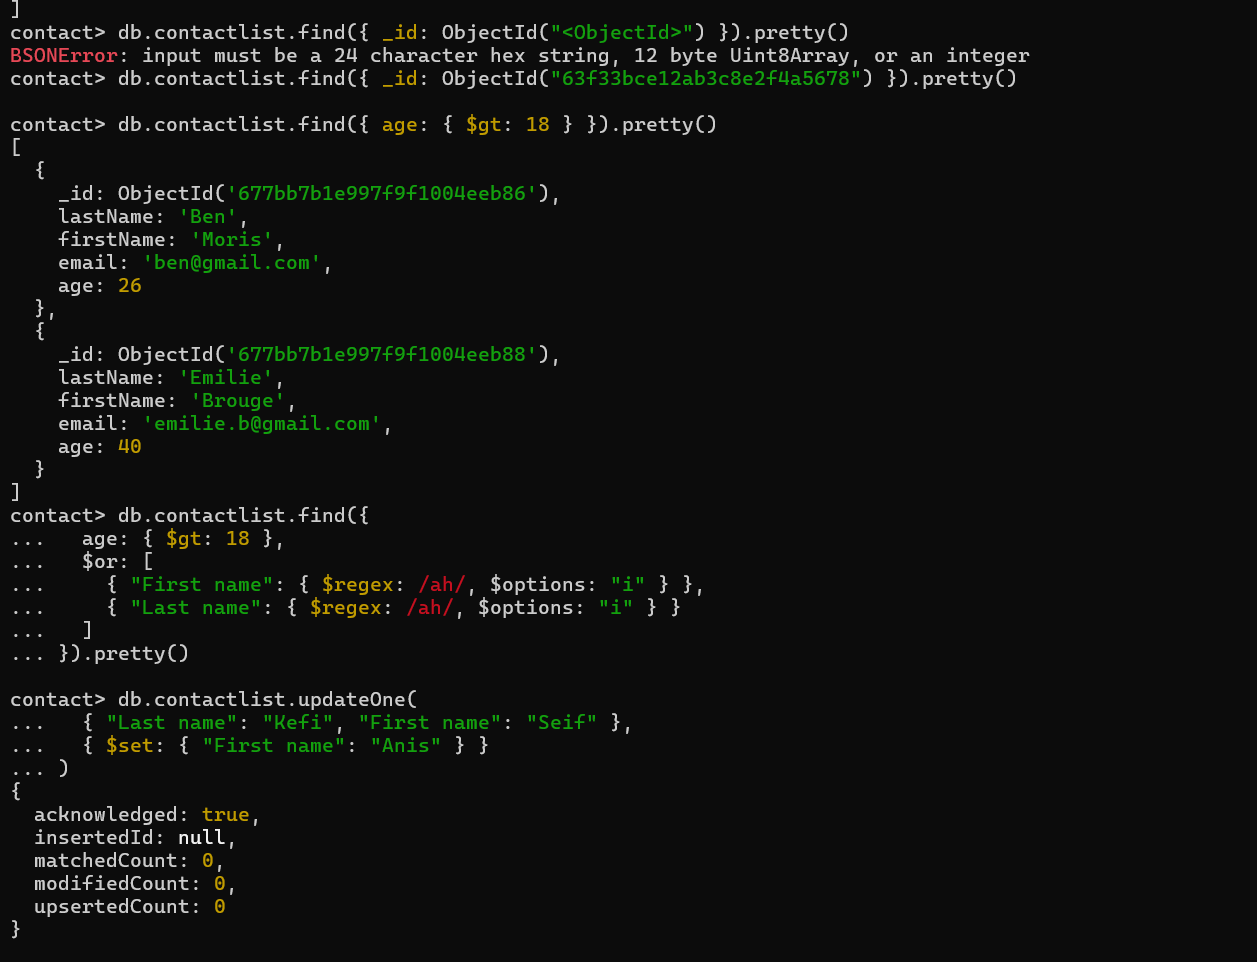 ]
contact> db.contactlist.find({ _id: ObjectId("<ObjectId>") }).pretty()
BSONError: input must be a 24 character hex string, 12 byte Uint8Array, or an integer
contact> db.contactlist.find({ _id: ObjectId("63f33bce12ab3c8e2f4a5678") }).pretty()

contact> db.contactlist.find({ age: { $gt: 18 } }).pretty()
[
  {
    _id: ObjectId('677bb7b1e997f9f1004eeb86'),
    lastName: 'Ben',
    firstName: 'Moris',
    email: 'ben@gmail.com',
    age: 26
  },
  {
    _id: ObjectId('677bb7b1e997f9f1004eeb88'),
    lastName: 'Emilie',
    firstName: 'Brouge',
    email: 'emilie.b@gmail.com',
    age: 40
  }
]
contact> db.contactlist.find({
...   age: { $gt: 18 },
...   $or: [
...     { "First name": { $regex: /ah/, $options: "i" } },
...     { "Last name": { $regex: /ah/, $options: "i" } }
...   ]
... }).pretty()

contact> db.contactlist.updateOne(
...   { "Last name": "Kefi", "First name": "Seif" },
...   { $set: { "First name": "Anis" } }
... )
{
  acknowledged: true,
  insertedId: null,
  matchedCount: 0,
  modifiedCount: 0,
  upsertedCount: 0
}